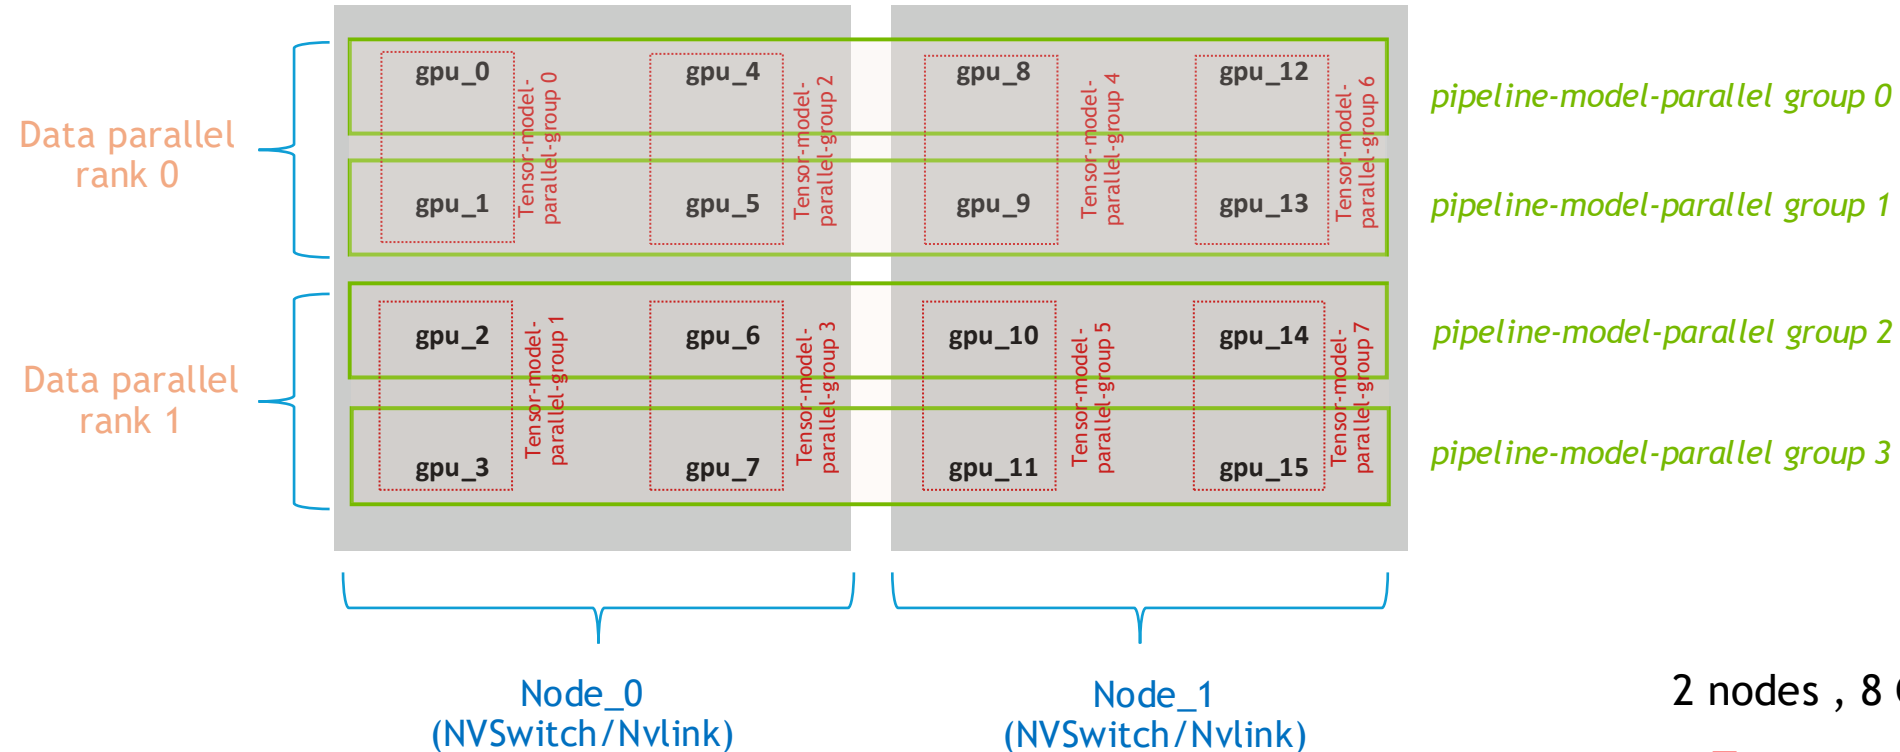 gpu_0
gpu_4
gpu_8
gpu_12
Tensor-model-
parallel-group 0
Tensor-model-
parallel-group 2
Tensor-model-
parallel-group 4
Tensor-model-
parallel-group 6
pipeline-model-parallel group 0
Data parallel
rank 0
gpu_1
gpu_5
gpu_9
gpu_13
pipeline-model-parallel group 1
gpu_2
gpu_6
gpu_10
gpu_14
Tensor-model-
parallel-group 1
Tensor-model-
parallel-group 3
Tensor-model-
parallel-group 5
Tensor-model-
parallel-group 7
pipeline-model-parallel group 2
Data parallel
rank 1
gpu_3
gpu_7
gpu_11
gpu_15
pipeline-model-parallel group 3
Node_0
(NVSwitch/Nvlink)
Node_1
(NVSwitch/Nvlink)
2 nodes , 8